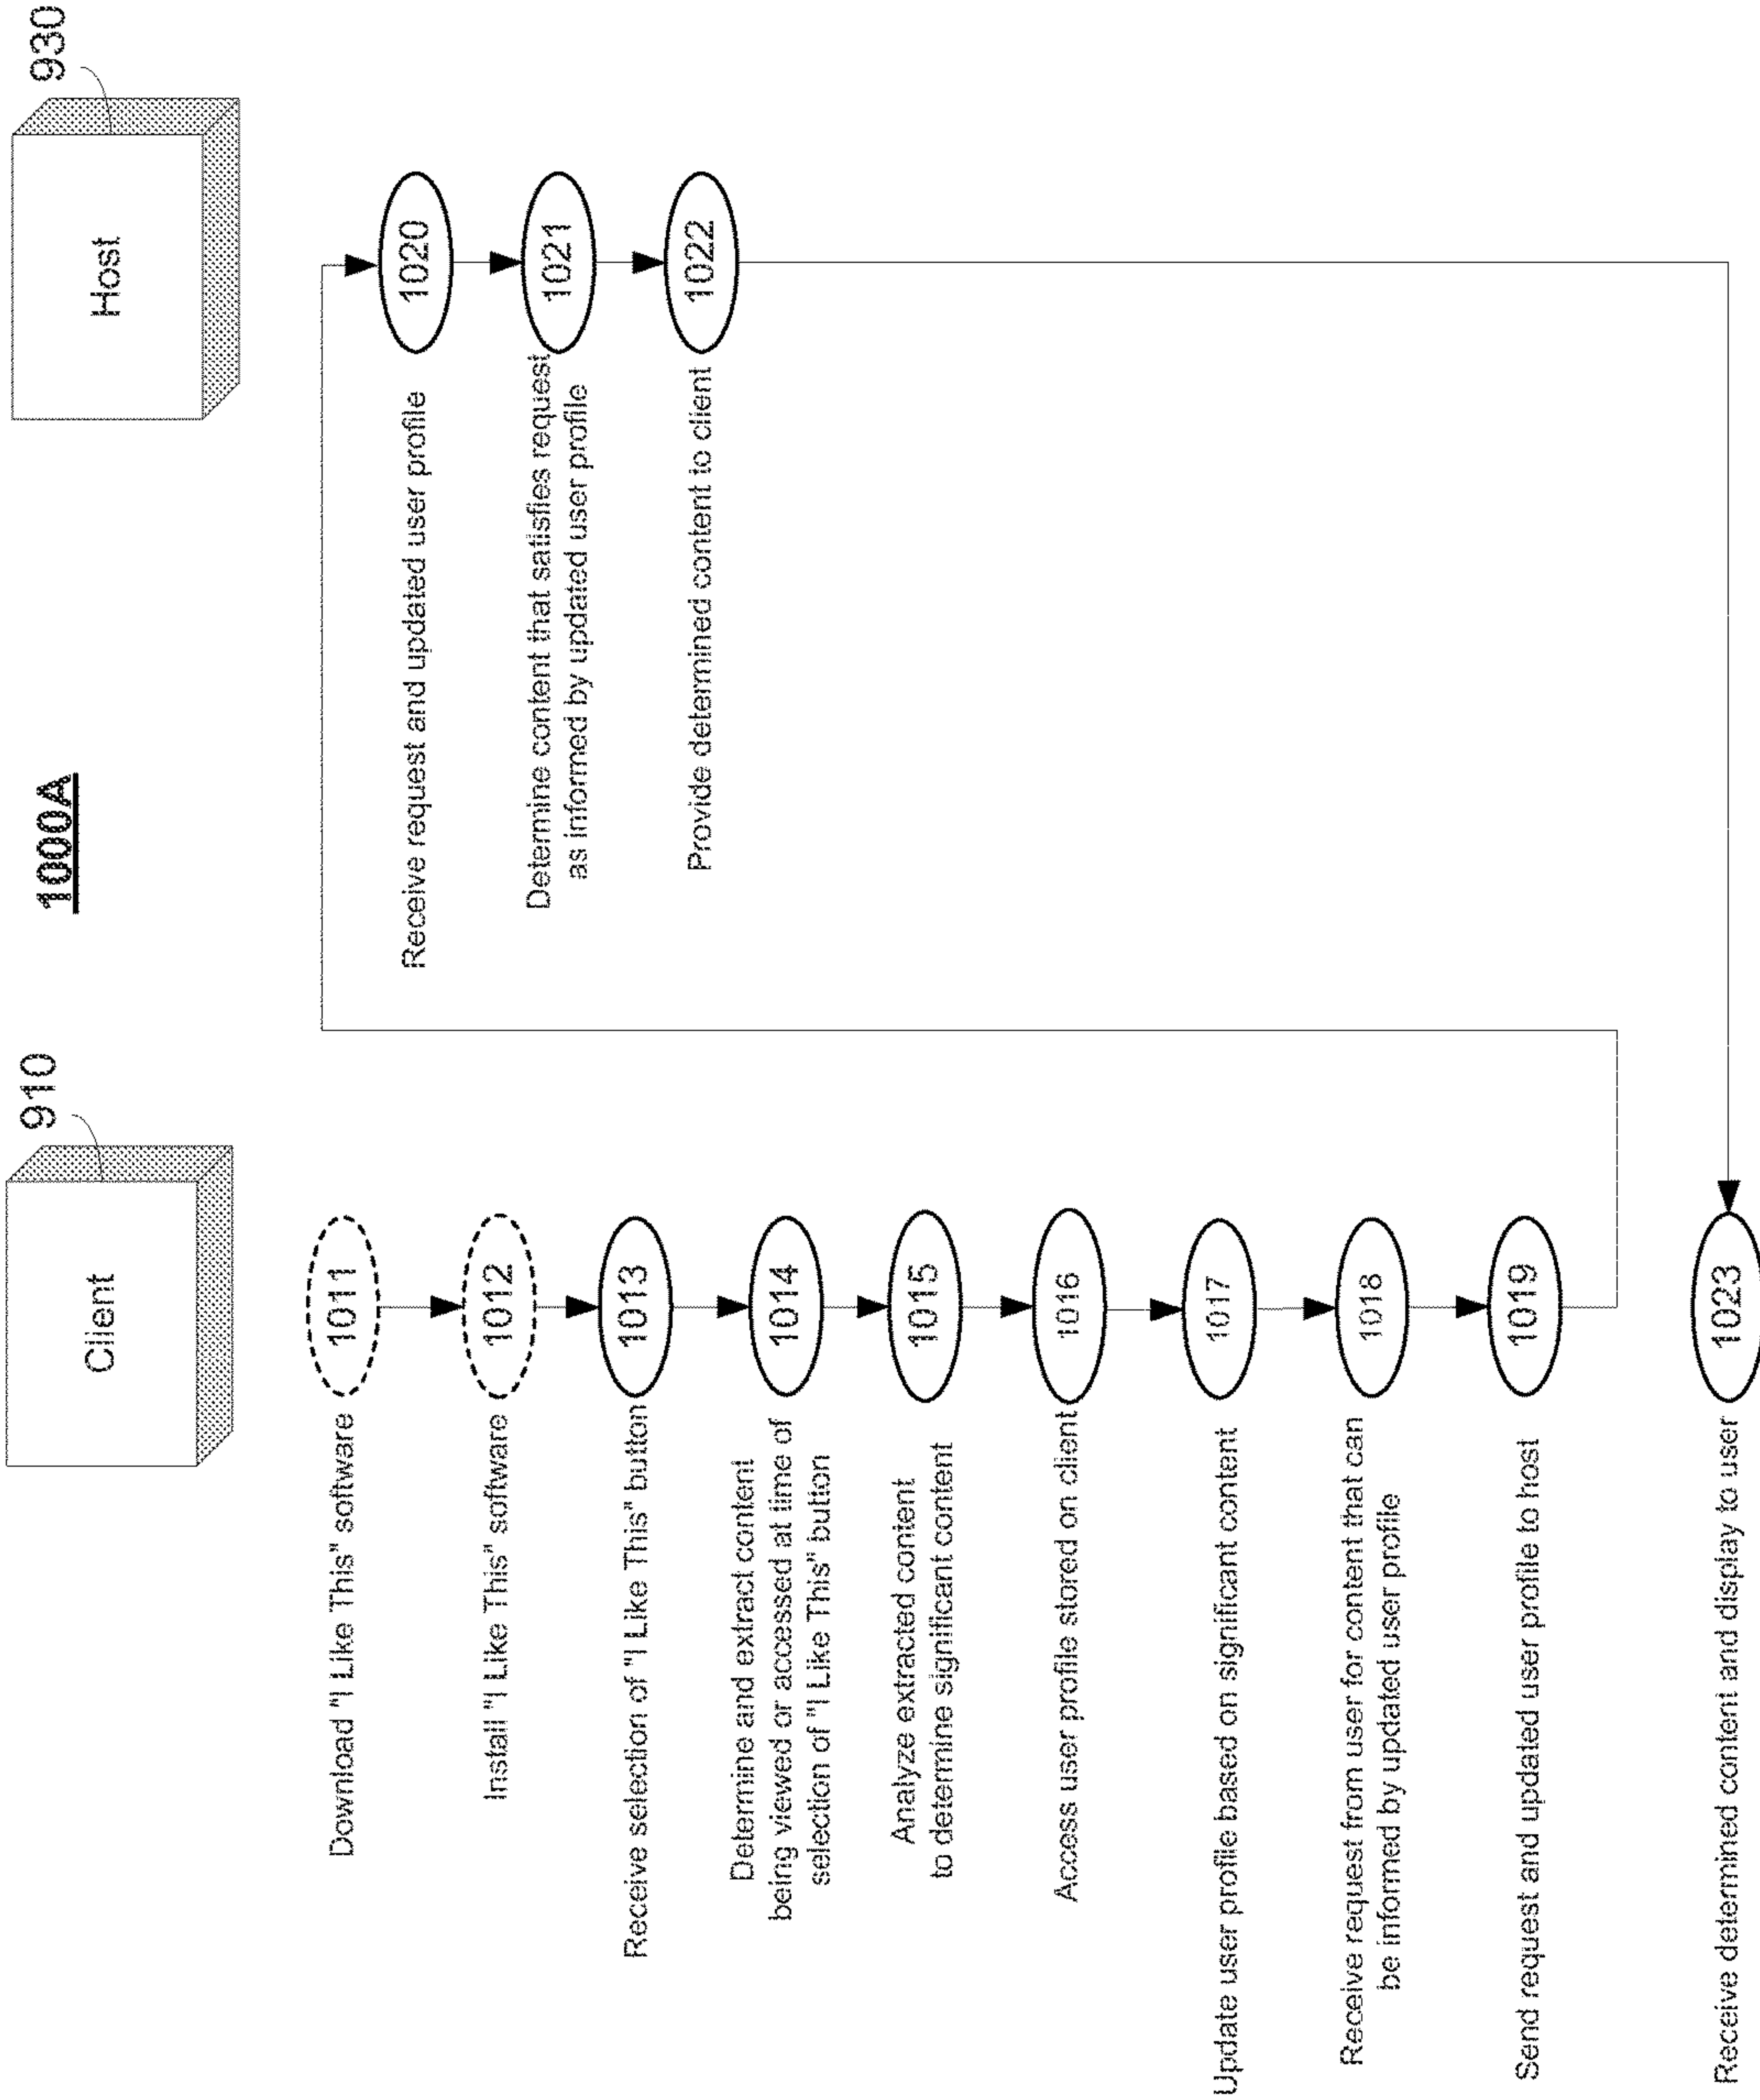 1000A
910
Client
930
Host
Download "I Like This" software
1011
Install "I Like This" software
1012
Receive selection of "I Like This" button
1013
Determine and extract content
being viewed or accessed at time of
selection of "I Like This" button
1014
Analyze extracted content
to determine significant content
1015
Access user profile stored on client
1016
Update user profile based on significant content
1017
Receive request from user for content that can
be informed by updated user profile
1018
Send request and updated user profile to host
1019
Receive request and updated user profile
1020
Determine content that satisfies request
as informed by updated user profile
1021
Provide determined content to client
1022
Receive determined content and display to user
1023